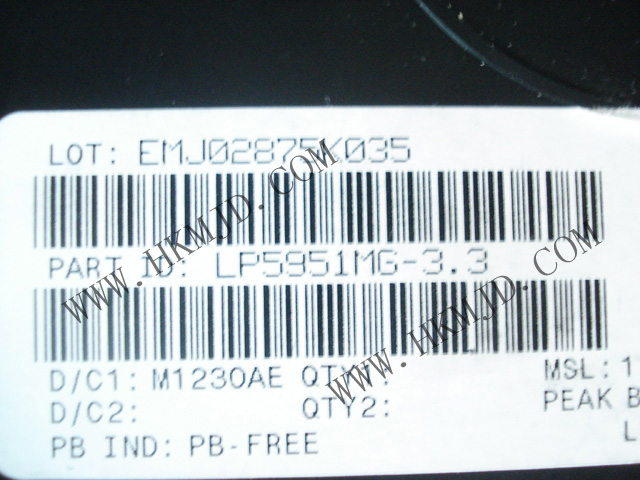 LOT: EMJ02875K035
PART ID: LP5951MG-3.3
D/C1: M1230AE QTY1:
MSL: 1
D/C2: QTY2:
PEAK B
PB IND: PB-FREE
L
WWW.HKMJD.COM
WWW.HKMJD.COM